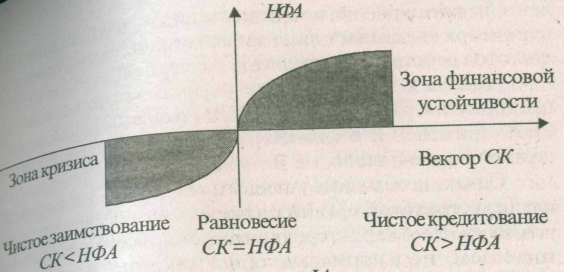 НФА
Зона финансовой
устойчивости
Зона кризиса
Вектор СК
Чистое заимствование
СК<НФА
Равновесие
СК=НФА
Чистое кредитование
СК>НФА